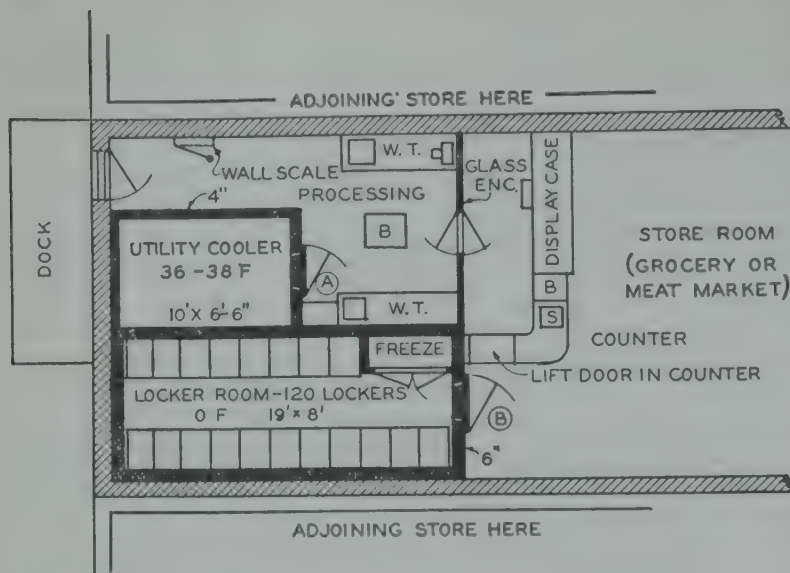 ADJOINING STORE HERE
W.T.
WALL SCALE
GLASS
ENC.
PROCESSING
4"
DISPLAY CASE
DOCK
B
UTILITY COOLER
36 - 38 F
10' X 6'-6"
A
STORE ROOM
(GROCERY OR
MEAT MARKET)
B
S
W.T.
COUNTER
FREEZE
LIFT DOOR IN COUNTER
LOCKER ROOM - 120 LOCKERS
0 F 19' X 8'
B
6"
ADJOINING STORE HERE